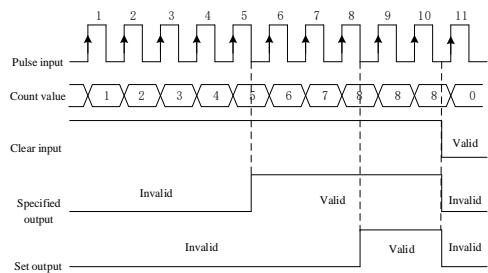 1 2 3 4 5 6 7 8 9 10 11
Pulse input
Count value
1 2 3 4 5 6 7 8 8 8 0
Clear input
Valid
Specified
output
Invalid
Valid
Invalid
Set output
Invalid
Valid
Invalid